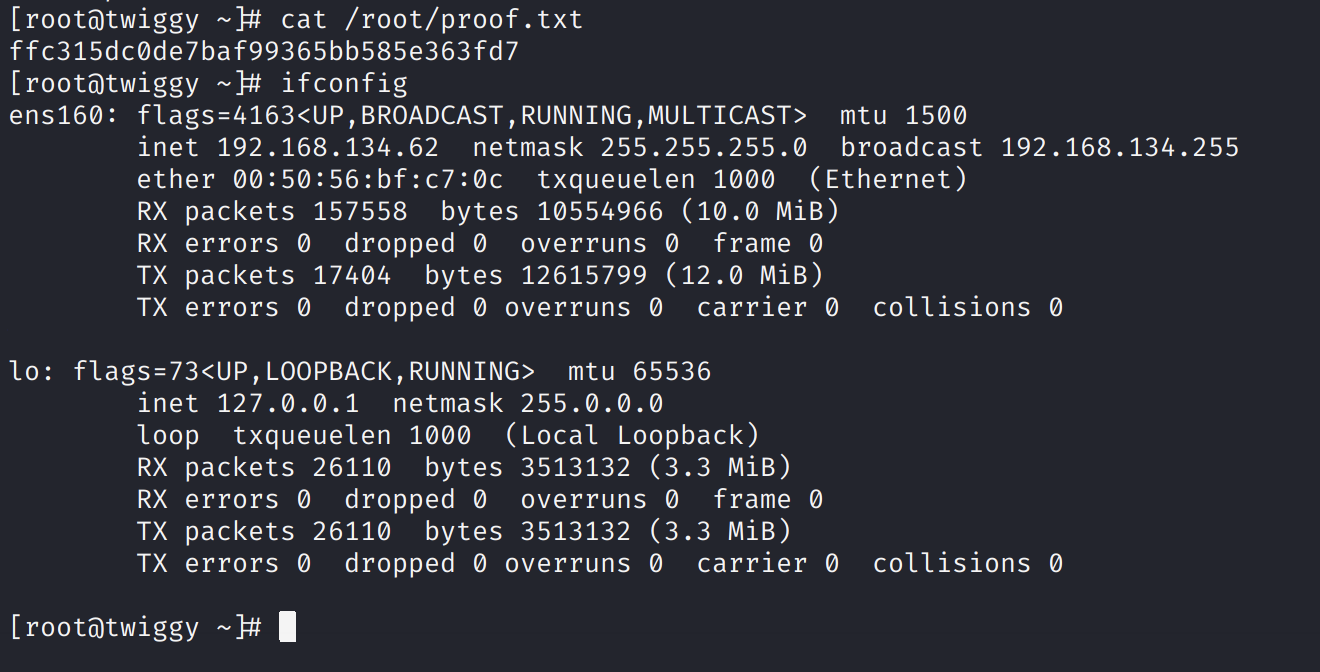 [root@twiggy ~]# cat /root/proof.txt
ffc315dc0de7baf99365bb585e363fd7
[root@twiggy ~]# ifconfig
ens160: flags=4163<UP,BROADCAST,RUNNING,MULTICAST>  mtu 1500
        inet 192.168.134.62  netmask 255.255.255.0  broadcast 192.168.134.255
        ether 00:50:56:bf:c7:0c  txqueuelen 1000  (Ethernet)
        RX packets 157558  bytes 10554966 (10.0 MiB)
        RX errors 0  dropped 0  overruns 0  frame 0
        TX packets 17404  bytes 12615799 (12.0 MiB)
        TX errors 0  dropped 0 overruns 0  carrier 0  collisions 0

lo: flags=73<UP,LOOPBACK,RUNNING>  mtu 65536
        inet 127.0.0.1  netmask 255.0.0.0
        loop  txqueuelen 1000  (Local Loopback)
        RX packets 26110  bytes 3513132 (3.3 MiB)
        RX errors 0  dropped 0  overruns 0  frame 0
        TX packets 26110  bytes 3513132 (3.3 MiB)
        TX errors 0  dropped 0 overruns 0  carrier 0  collisions 0

[root@twiggy ~]#